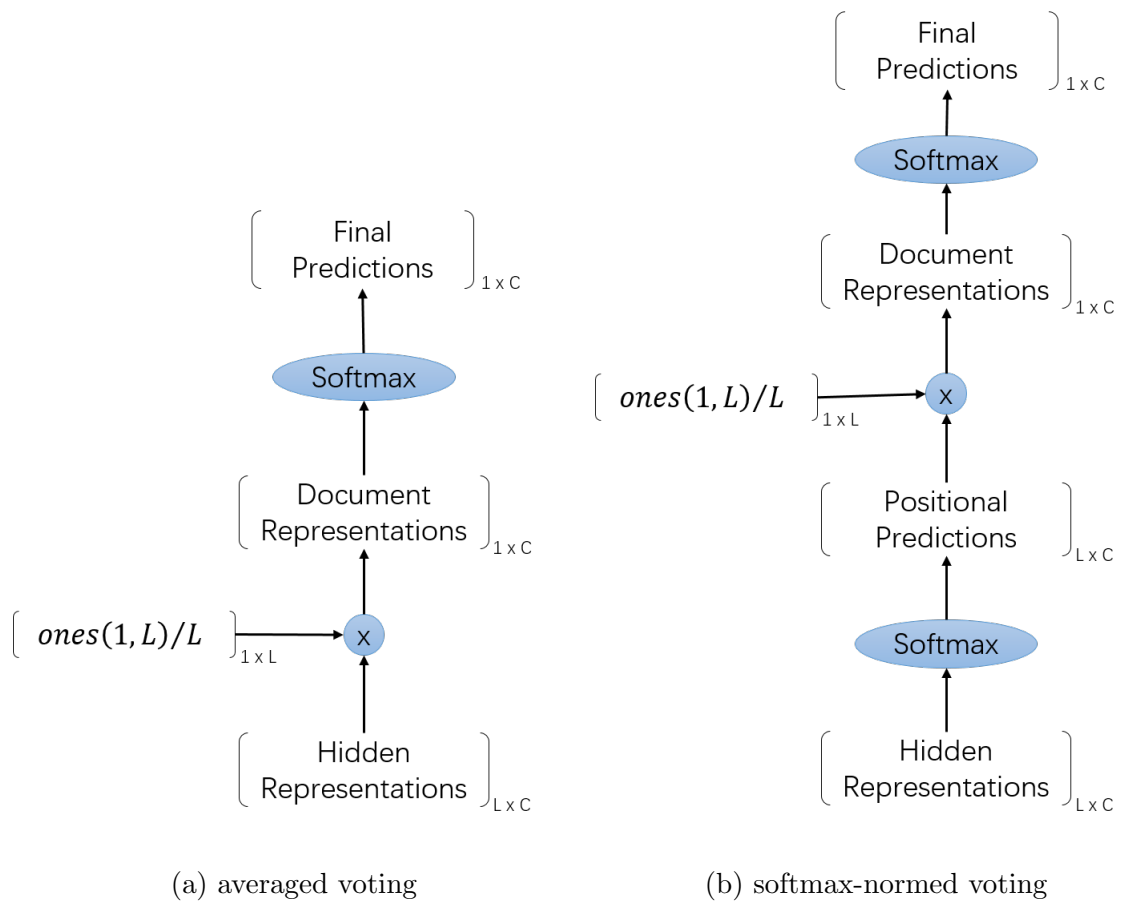 Final
Predictions
1 x C
Softmax
Document
Representations
1 x C
ones(1, L)/L
1 x L
x
Hidden
Representations
L x C
(a) averaged voting
Final
Predictions
1 x C
Softmax
Document
Representations
1 x C
ones(1, L)/L
1 x L
x
Positional
Predictions
L x C
Softmax
Hidden
Representations
L x C
(b) softmax-normed voting